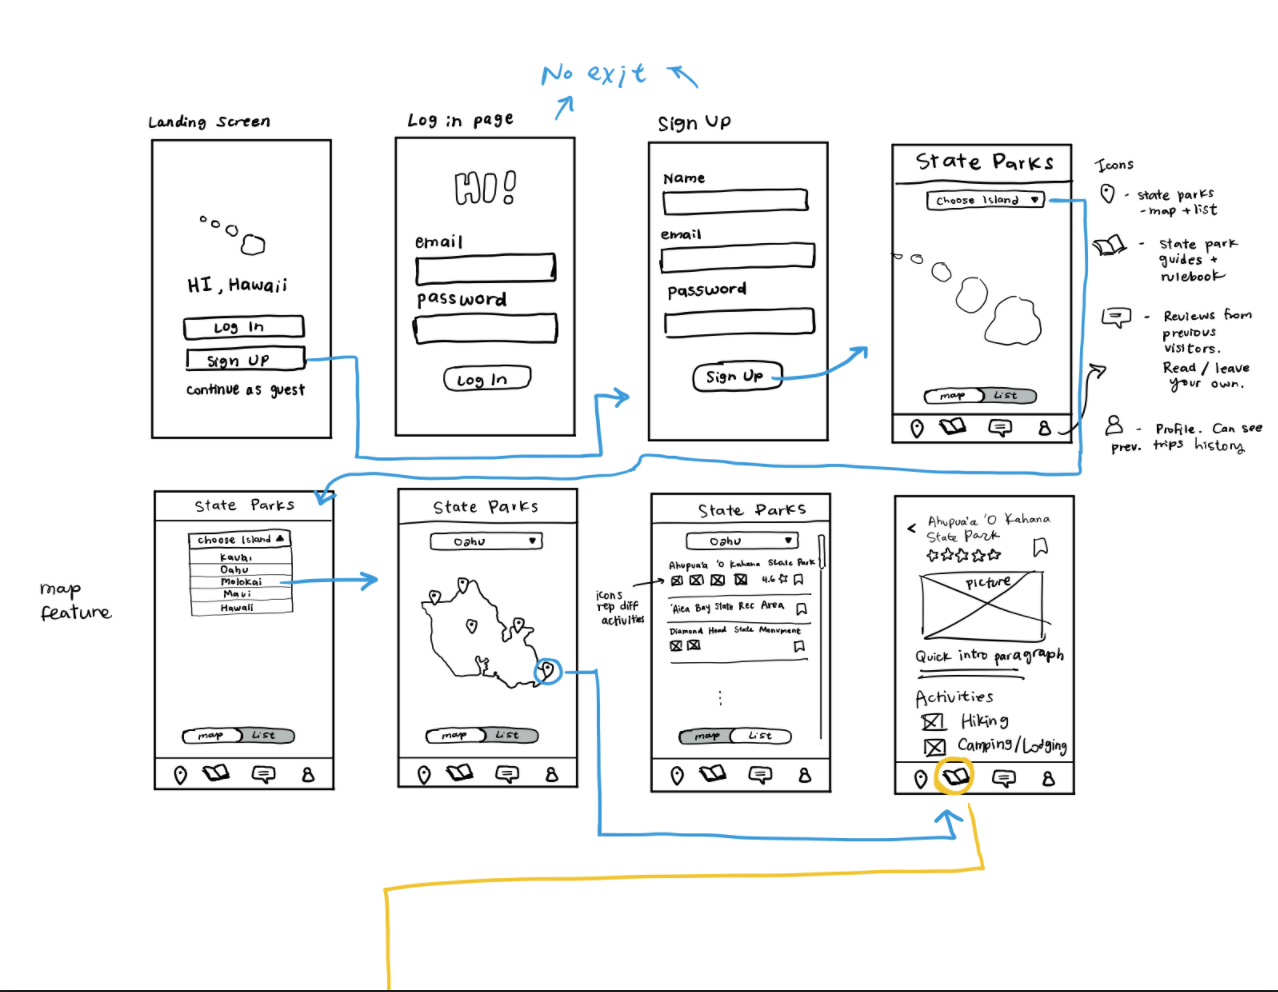 No exit
Landing screen
HI, Hawaii
Log In
Sign Up
continue as guest
Log in page
HI!
email
password
Log In
Sign Up
Name
email
password
Sign Up
State Parks
Choose Island
map
List
Icons
- state parks
- map + list
- State park
guides +
rulebook
- Reviews from
previous
visitors.
Read / leave
your own.
- Profile. Can see
prev. trips history
map
feature
State Parks
Choose Island
Kauai
Oahu
Molokai
Maui
Hawaii
map
List
State Parks
Oahu
map
List
icons
rep diff
activities
State Parks
Oahu
Ahupua'a 'O Kahana State Park
4.6
'Aiea Bay State Rec Area
Diamond Head State Monument
map
List
< Ahupua'a 'O Kahana
State Park
Picture
Quick intro paragraph
Activities
Hiking
Camping/Lodging